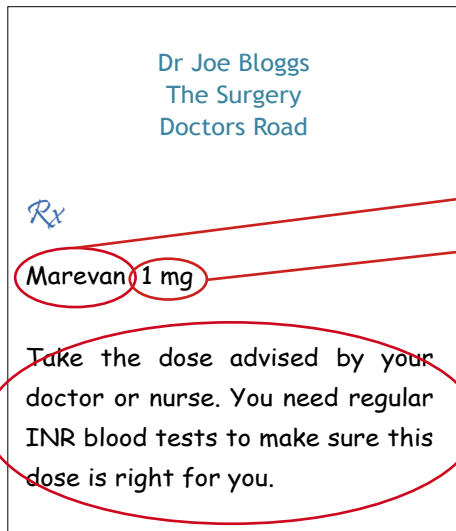 Dr Joe Bloggs
The Surgery
Doctors Road
Rx
Marevan 1 mg
Take the dose advised by your
doctor or nurse. You need regular
INR blood tests to make sure this
dose is right for you.